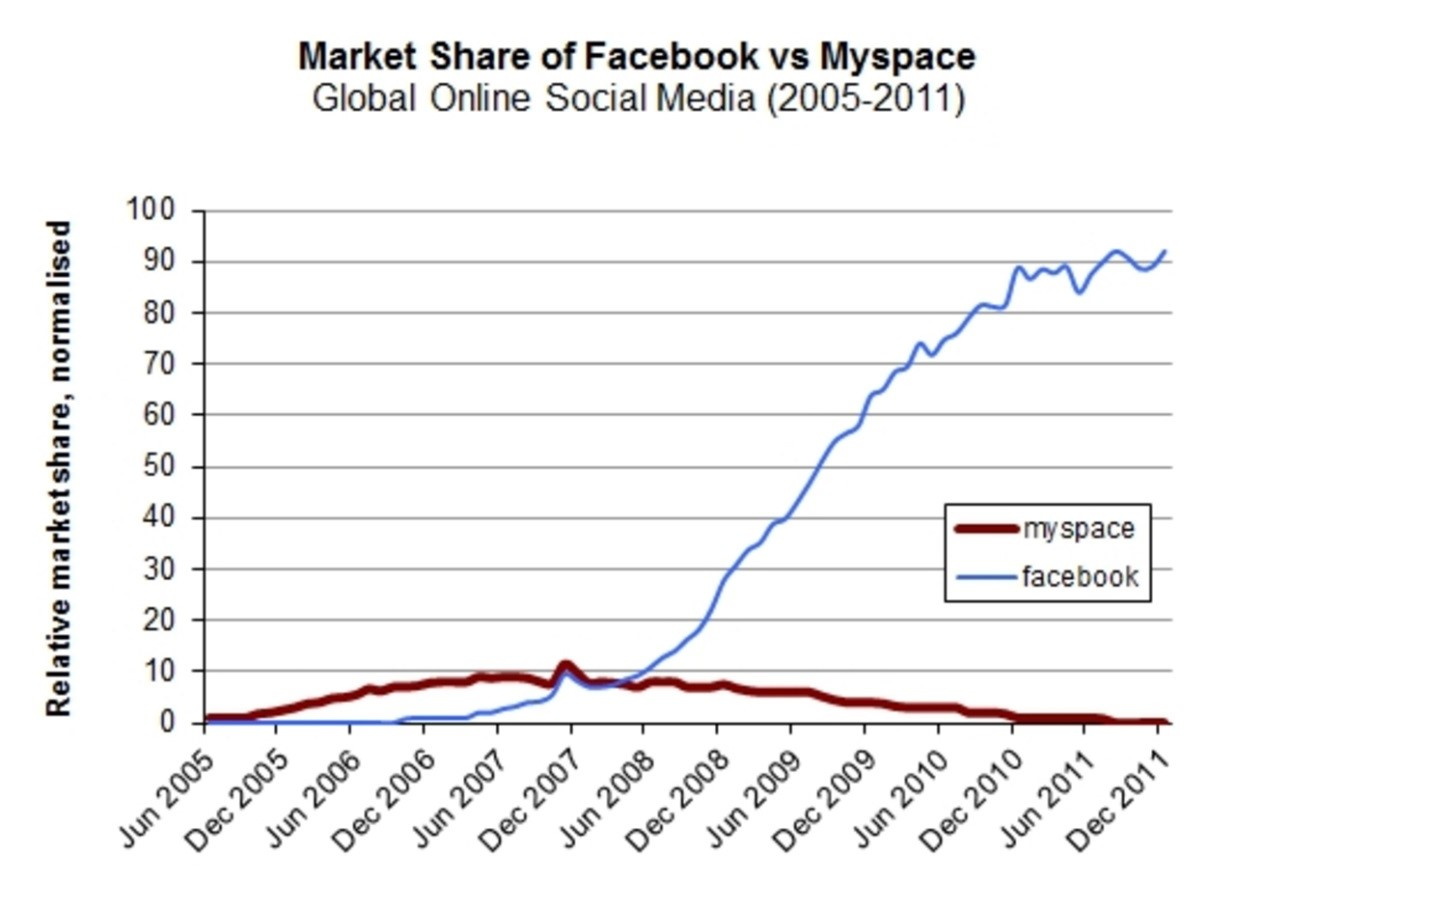 Market Share of Facebook vs Myspace
Global Online Social Media (2005-2011)
Relative market share, normalised
100
90
80
70
60
50
40
30
20
10
0
myspace
facebook
Jun 2005
Dec 2005
Jun 2006
Dec 2006
Jun 2007
Dec 2007
Jun 2008
Dec 2008
Jun 2009
Dec 2009
Jun 2010
Dec 2010
Jun 2011
Dec 2011